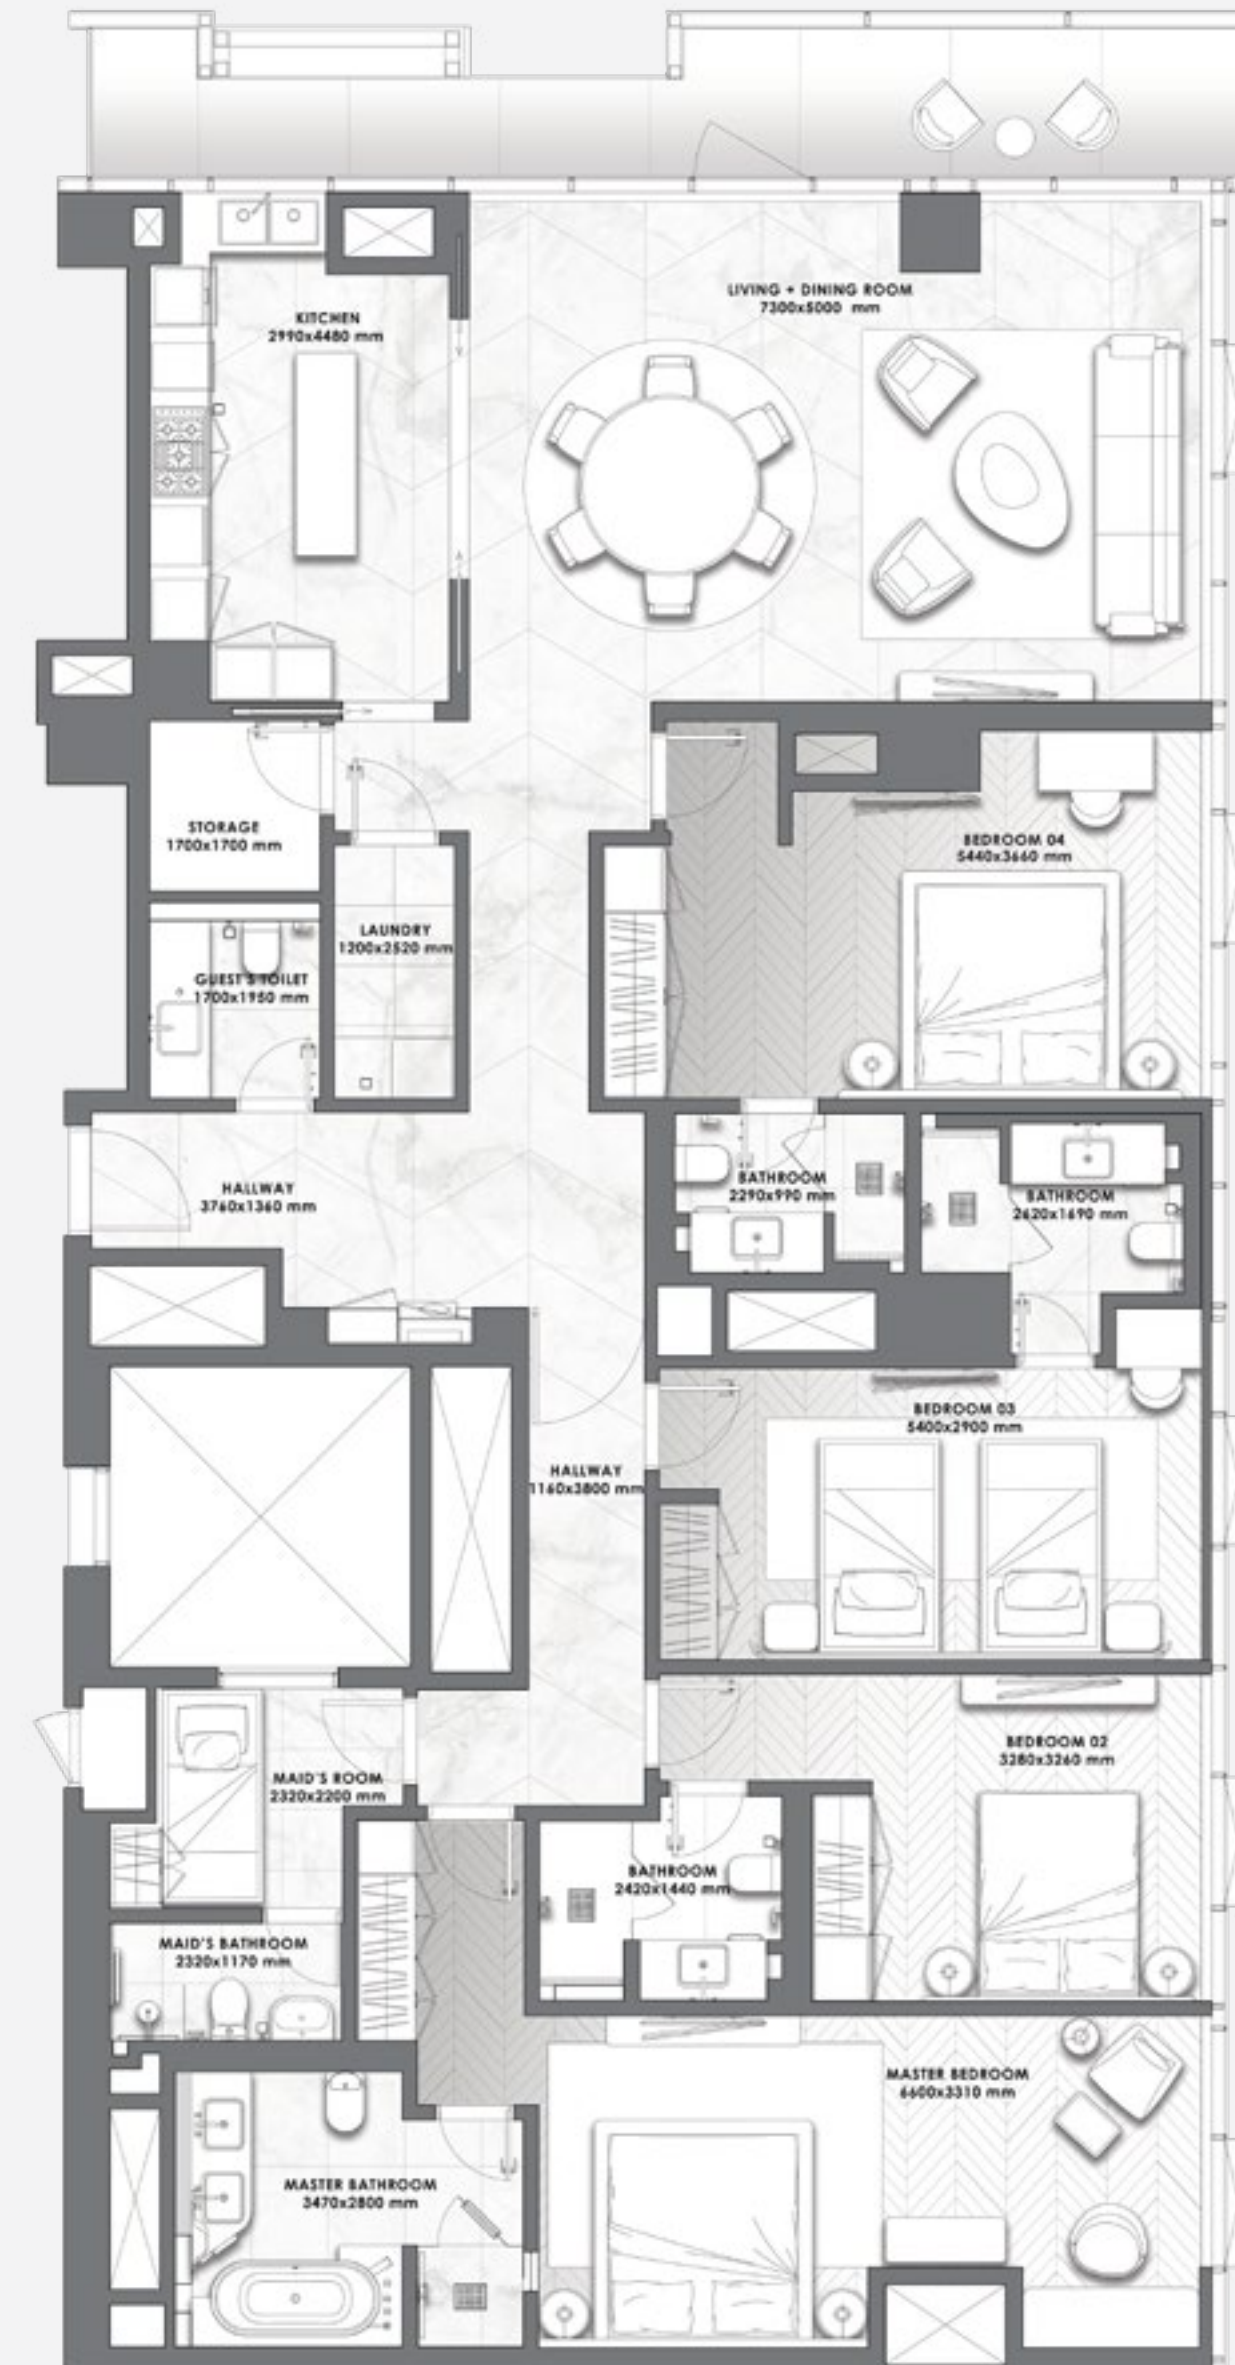 KITCHEN
2990x4480 mm
LIVING + DINING ROOM
7300x5000 mm
STORAGE
1700x1700 mm
BEDROOM 04
5440x3660 mm
LAUNDRY
1200x2520 mm
GUEST'S TOILET
1700x1950 mm
HALLWAY
3760x1360 mm
BATHROOM
2290x990 mm
BATHROOM
2620x1690 mm
BEDROOM 03
5400x2900 mm
HALLWAY
1160x3800 mm
BEDROOM 02
3280x3260 mm
MAID'S ROOM
2320x2200 mm
BATHROOM
2420x1440 mm
MAID'S BATHROOM
2320x1170 mm
MASTER BEDROOM
6600x3310 mm
MASTER BATHROOM
3470x2800 mm